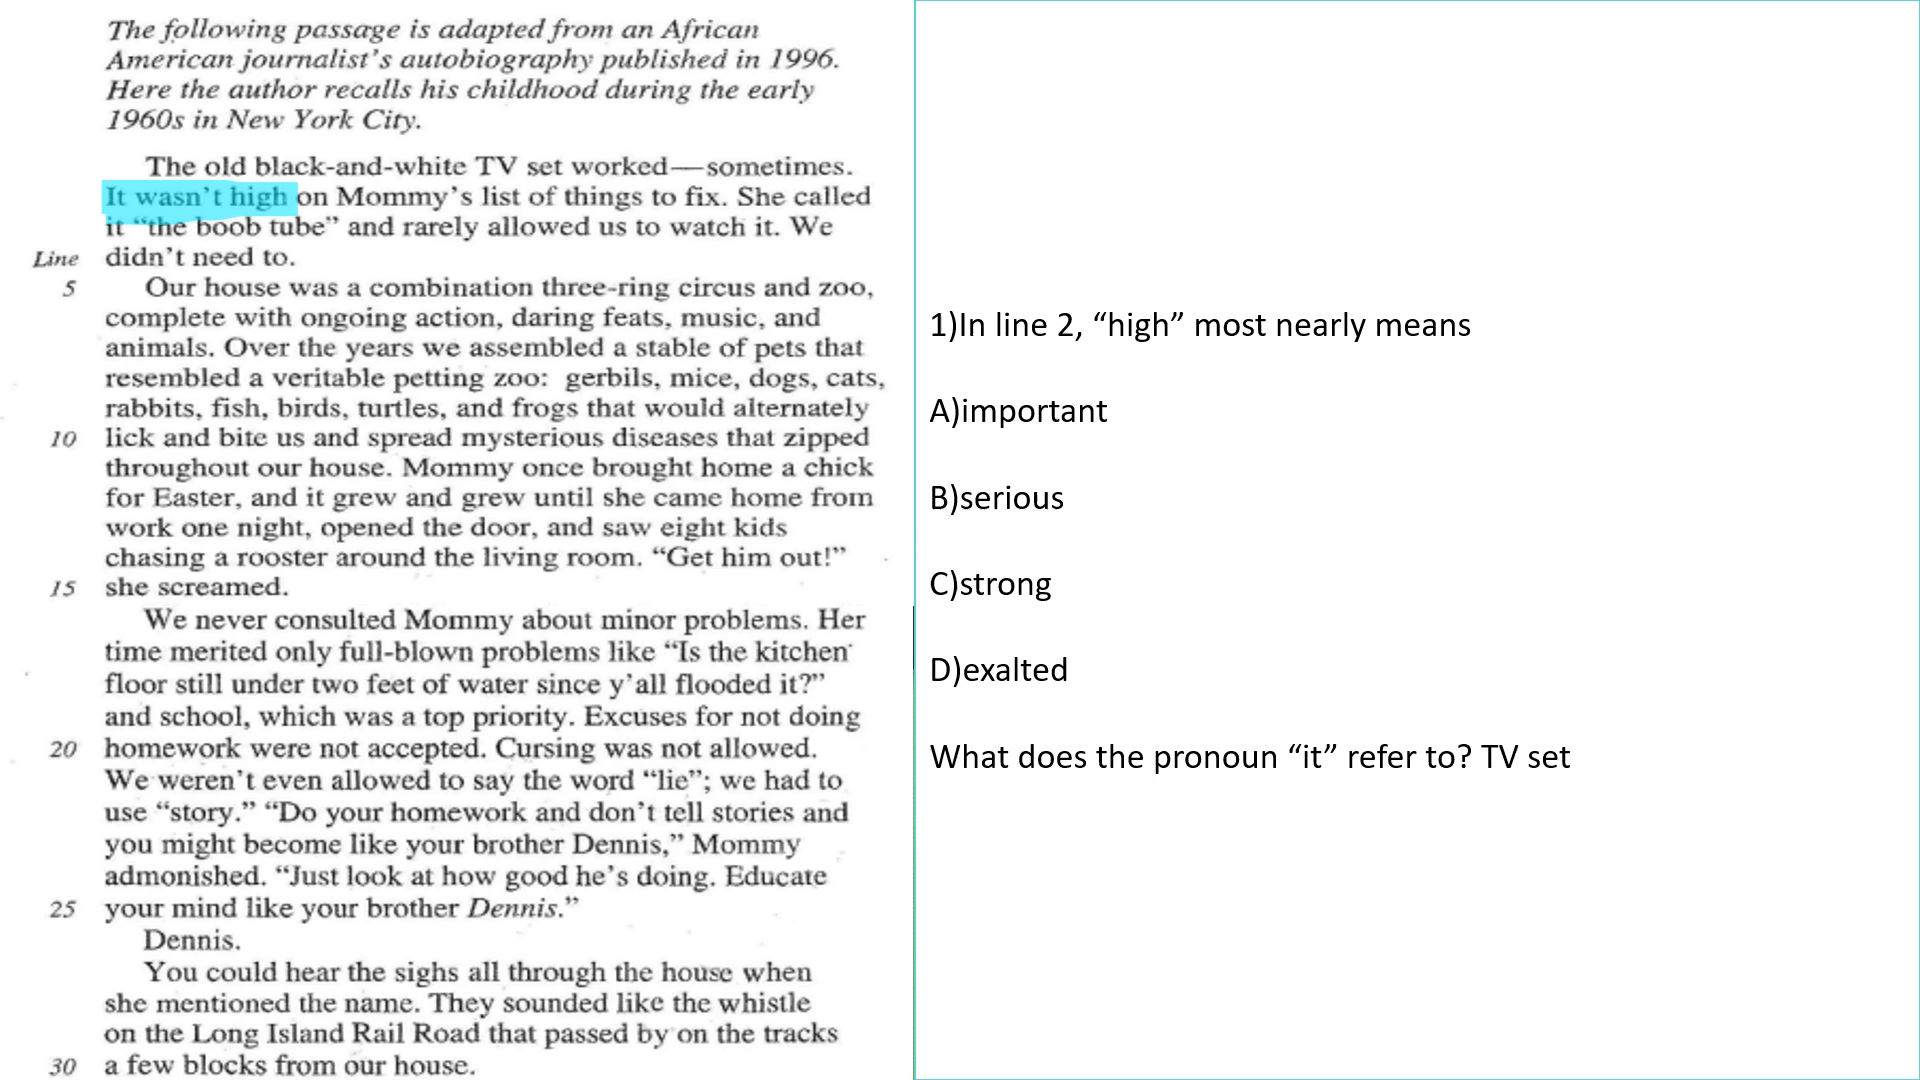 The following passage is adapted from an African
American journalist's autobiography published in 1996.
Here the author recalls his childhood during the early
1960s in New York City.
The old black-and-white TV set worked—sometimes.
It wasn't high on Mommy's list of things to fix. She called
it “the boob tube” and rarely allowed us to watch it. We
Line didn't need to.
5 Our house was a combination three-ring circus and zoo,
complete with ongoing action, daring feats, music, and
animals. Over the years we assembled a stable of pets that
resembled a veritable petting zoo: gerbils, mice, dogs, cats,
rabbits, fish, birds, turtles, and frogs that would alternately
10 lick and bite us and spread mysterious diseases that zipped
throughout our house. Mommy once brought home a chick
for Easter, and it grew and grew until she came home from
work one night, opened the door, and saw eight kids
chasing a rooster around the living room. “Get him out!”
15 she screamed.
We never consulted Mommy about minor problems. Her
time merited only full-blown problems like “Is the kitchen
floor still under two feet of water since y'all flooded it?”
and school, which was a top priority. Excuses for not doing
20 homework were not accepted. Cursing was not allowed.
We weren't even allowed to say the word “lie”; we had to
use “story.” “Do your homework and don't tell stories and
you might become like your brother Dennis,” Mommy
admonished. “Just look at how good he's doing. Educate
25 your mind like your brother Dennis.”
Dennis.
You could hear the sighs all through the house when
she mentioned the name. They sounded like the whistle
on the Long Island Rail Road that passed by on the tracks
30 a few blocks from our house.
1)In line 2, “high” most nearly means
A)important
B)serious
C)strong
D)exalted
What does the pronoun “it” refer to? TV set